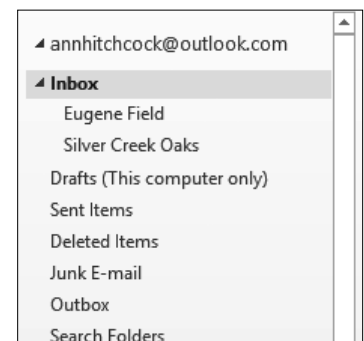 annhitchcock@outlook.com
Inbox
Eugene Field
Silver Creek Oaks
Drafts (This computer only)
Sent Items
Deleted Items
Junk E-mail
Outbox
Search Folders